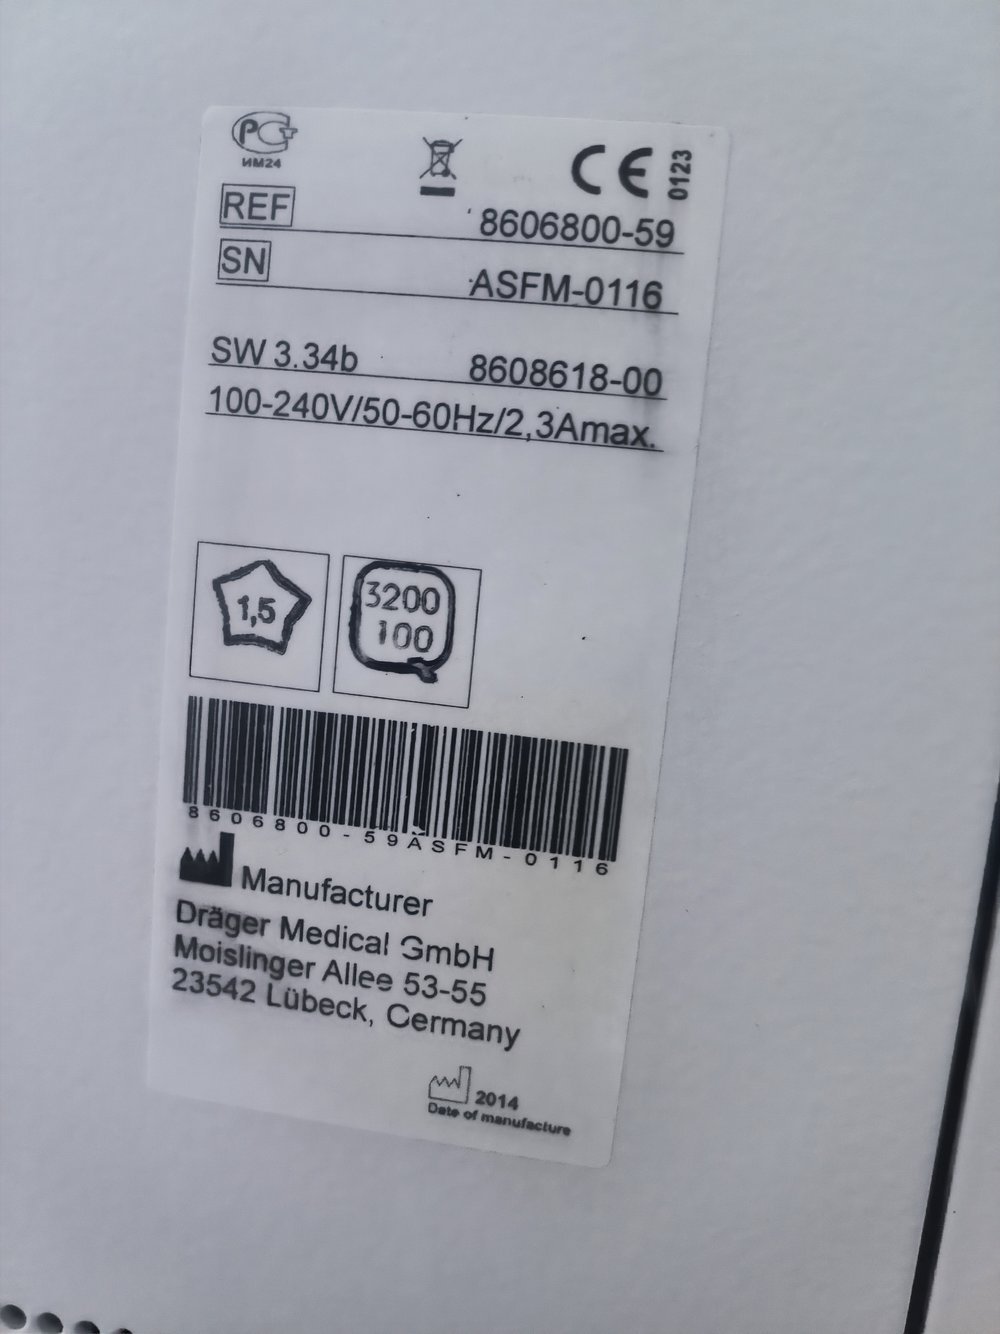 РСТ
ИМ24
CE 0123
REF 8606800-59
SN ASFM-0116
SW 3.34b 8608618-00
100-240V/50-60Hz/2,3Amax.
1,5
3200
100
8606800-59ASFM-0116
Manufacturer
Dräger Medical GmbH
Moislinger Allee 53-55
23542 Lübeck, Germany
2014
Date of manufacture